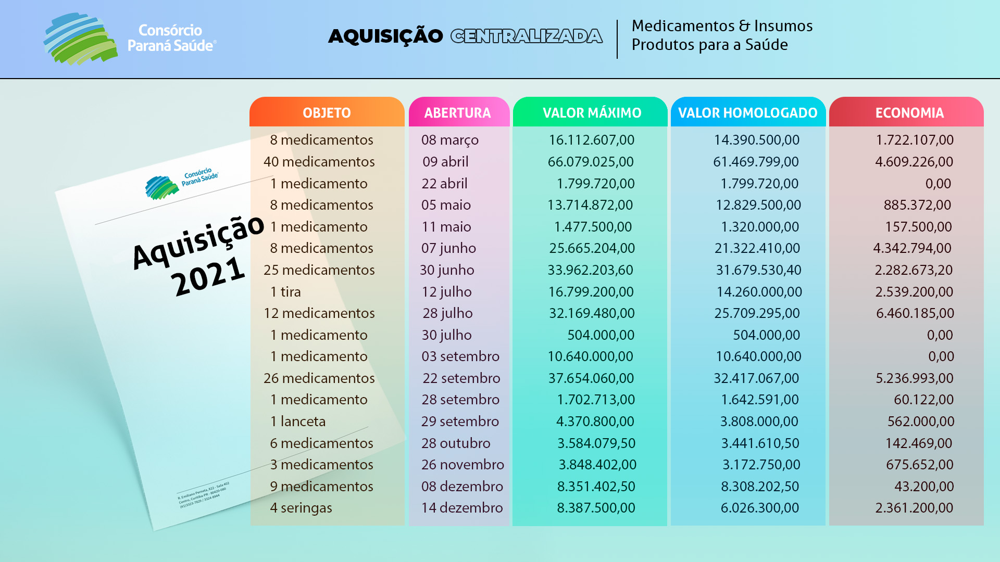 Consórcio
Paraná Saúde®
AQUISIÇÃO CENTRALIZADA
Medicamentos & Insumos
Produtos para a Saúde
Consórcio
Paraná Saúde®
Aquisição
2021
R. Emiliano Perneta, 822 - Sala 402
Centro, Curitiba-PR - 80420-080
(41)3323-7829 / 3324-8944
OBJETO ABERTURA VALOR MÁXIMO VALOR HOMOLOGADO ECONOMIA
8 medicamentos 08 março 16.112.607,00 14.390.500,00 1.722.107,00
40 medicamentos 09 abril 66.079.025,00 61.469.799,00 4.609.226,00
1 medicamento 22 abril 1.799.720,00 1.799.720,00 0,00
8 medicamentos 05 maio 13.714.872,00 12.829.500,00 885.372,00
1 medicamento 11 maio 1.477.500,00 1.320.000,00 157.500,00
8 medicamentos 07 junho 25.665.204,00 21.322.410,00 4.342.794,00
25 medicamentos 30 junho 33.962.203,60 31.679.530,40 2.282.673,20
1 tira 12 julho 16.799.200,00 14.260.000,00 2.539.200,00
12 medicamentos 28 julho 32.169.480,00 25.709.295,00 6.460.185,00
1 medicamento 30 julho 504.000,00 504.000,00 0,00
1 medicamento 03 setembro 10.640.000,00 10.640.000,00 0,00
26 medicamentos 22 setembro 37.654.060,00 32.417.067,00 5.236.993,00
1 medicamento 28 setembro 1.702.713,00 1.642.591,00 60.122,00
1 lanceta 29 setembro 4.370.800,00 3.808.000,00 562.000,00
6 medicamentos 28 outubro 3.584.079,50 3.441.610,50 142.469,00
3 medicamentos 26 novembro 3.848.402,00 3.172.750,00 675.652,00
9 medicamentos 08 dezembro 8.351.402,50 8.308.202,50 43.200,00
4 seringas 14 dezembro 8.387.500,00 6.026.300,00 2.361.200,00